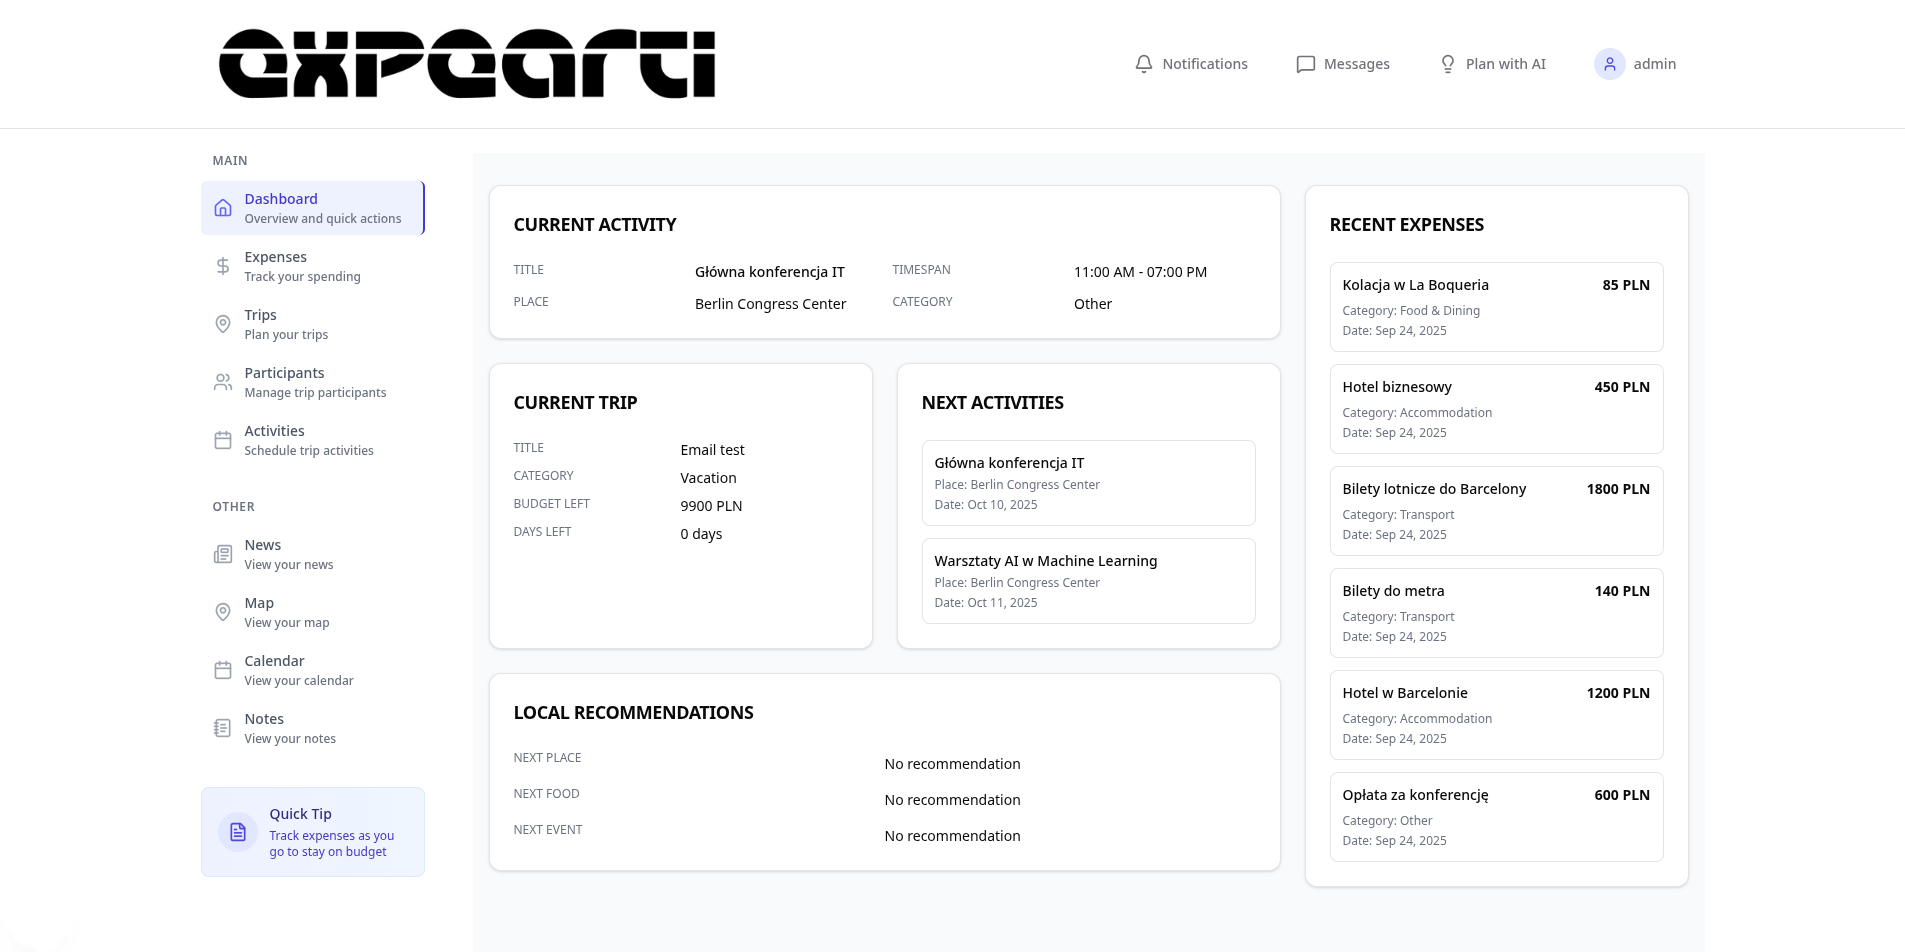 expearti
Notifications
Messages
Plan with AI
admin
MAIN
Dashboard
Overview and quick actions
Expenses
Track your spending
Trips
Plan your trips
Participants
Manage trip participants
Activities
Schedule trip activities
OTHER
News
View your news
Map
View your map
Calendar
View your calendar
Notes
View your notes
Quick Tip
Track expenses as you
go to stay on budget
CURRENT ACTIVITY
TITLE Główna konferencja IT TIMESPAN 11:00 AM - 07:00 PM
PLACE Berlin Congress Center CATEGORY Other
CURRENT TRIP
TITLE Email test
CATEGORY Vacation
BUDGET LEFT 9900 PLN
DAYS LEFT 0 days
NEXT ACTIVITIES
Główna konferencja IT
Place: Berlin Congress Center
Date: Oct 10, 2025
Warsztaty AI w Machine Learning
Place: Berlin Congress Center
Date: Oct 11, 2025
LOCAL RECOMMENDATIONS
NEXT PLACE No recommendation
NEXT FOOD No recommendation
NEXT EVENT No recommendation
RECENT EXPENSES
Kolacja w La Boqueria 85 PLN
Category: Food & Dining
Date: Sep 24, 2025
Hotel biznesowy 450 PLN
Category: Accommodation
Date: Sep 24, 2025
Bilety lotnicze do Barcelony 1800 PLN
Category: Transport
Date: Sep 24, 2025
Bilety do metra 140 PLN
Category: Transport
Date: Sep 24, 2025
Hotel w Barcelonie 1200 PLN
Category: Accommodation
Date: Sep 24, 2025
Opłata za konferencję 600 PLN
Category: Other
Date: Sep 24, 2025